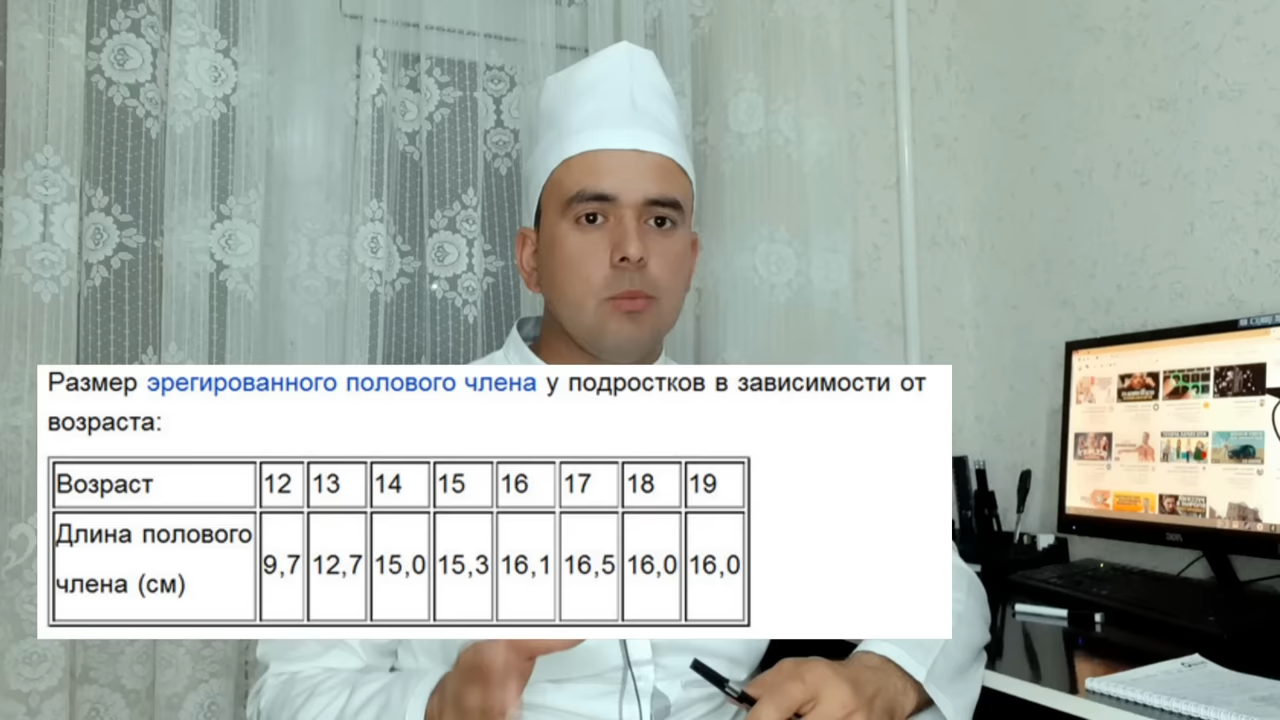 Размер эрегированного полового члена у подростков в зависимости от
возраста:
Возраст 12 13 14 15 16 17 18 19
Длина полового
члена (см) 9,7 12,7 15,0 15,3 16,1 16,5 16,0 16,0